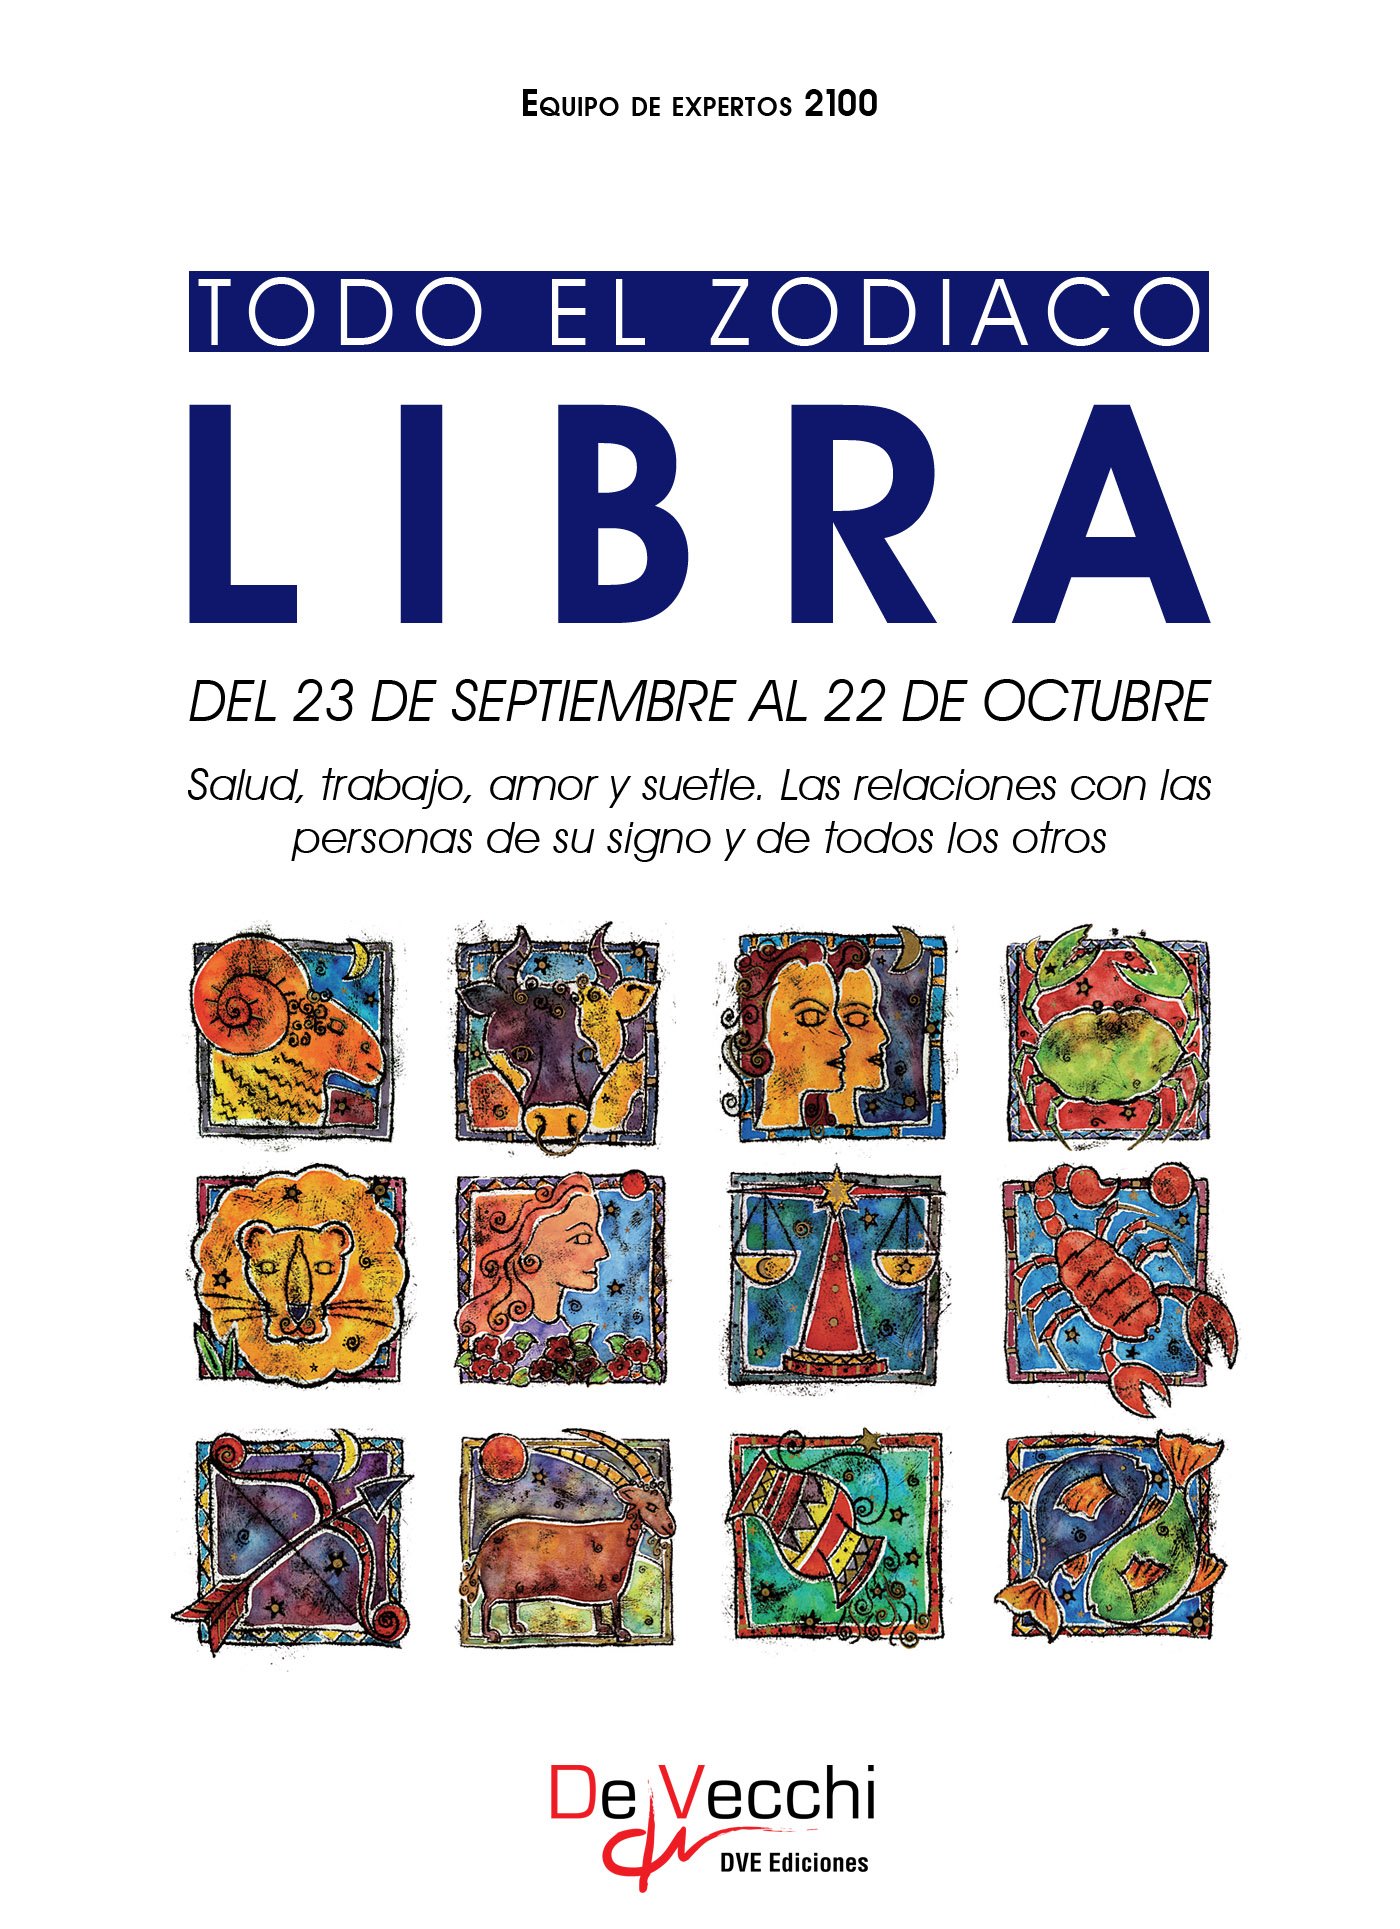 Equipo de expertos 2100
TODO EL ZODIACO
LIBRA
DEL 23 DE SEPTIEMBRE AL 22 DE OCTUBRE
Salud, trabajo, amor y suetle. Las relaciones con las
personas de su signo y de todos los otros
De Vecchi
DVE Ediciones